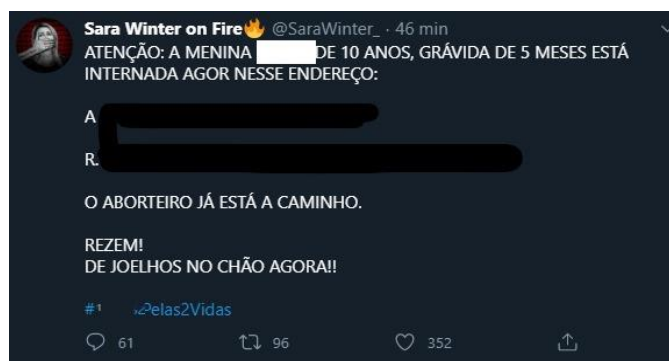 Sara Winter on Fire🔥 @SaraWinter_ · 46 min
ATENÇÃO: A MENINA DE 10 ANOS, GRÁVIDA DE 5 MESES ESTÁ
INTERNADA AGOR NESSE ENDEREÇO:
A
R.
O ABORTEIRO JÁ ESTÁ A CAMINHO.
REZEM!
DE JOELHOS NO CHÃO AGORA!!
elas2Vidas
61 96 352